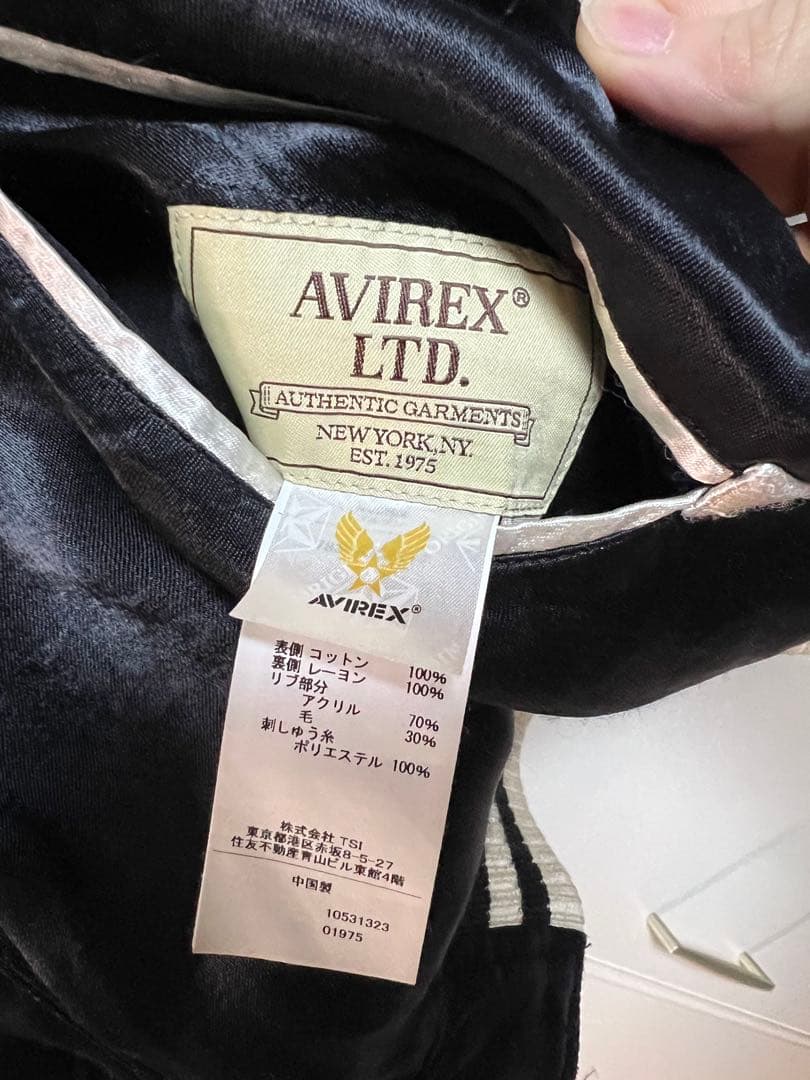 AVIREX®
LTD.
AUTHENTIC GARMENTS
NEW YORK, NY.
EST. 1975
AVIREX®
表側 コットン 100%
裏側 レーヨン 100%
リブ部分
アクリル 70%
毛 30%
刺しゅう糸
ポリエステル 100%
株式会社 TSI
東京都港区赤坂8-5-27
住友不動産青山ビル東館4階
中国製
10531323
01975